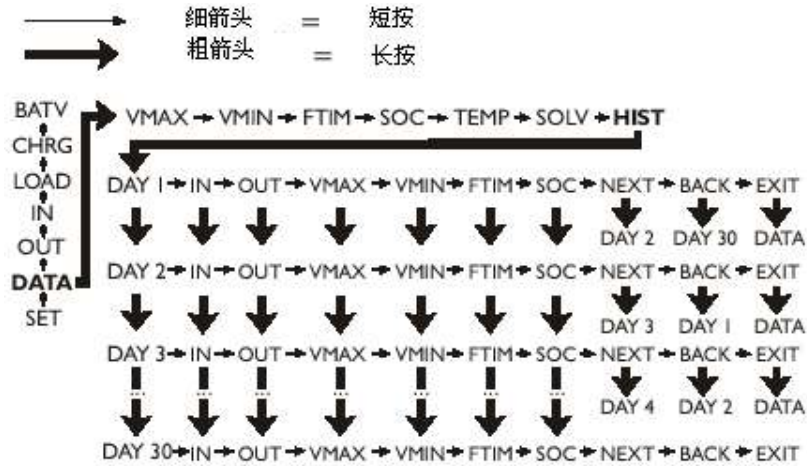 细箭头 = 短按
粗箭头 = 长按
BATV
CHRG
LOAD
IN
OUT
DATA
SET
VMAX VMIN FTIM SOC TEMP SOLV HIST
DAY 1 IN OUT VMAX VMIN FTIM SOC NEXT BACK EXIT
DAY 2 DAY 30 DATA
DAY 2 IN OUT VMAX VMIN FTIM SOC NEXT BACK EXIT
DAY 3 DAY 1 DATA
DAY 3 IN OUT VMAX VMIN FTIM SOC NEXT BACK EXIT
DAY 4 DAY 2 DATA
DAY 30 IN OUT VMAX VMIN FTIM SOC NEXT BACK EXIT